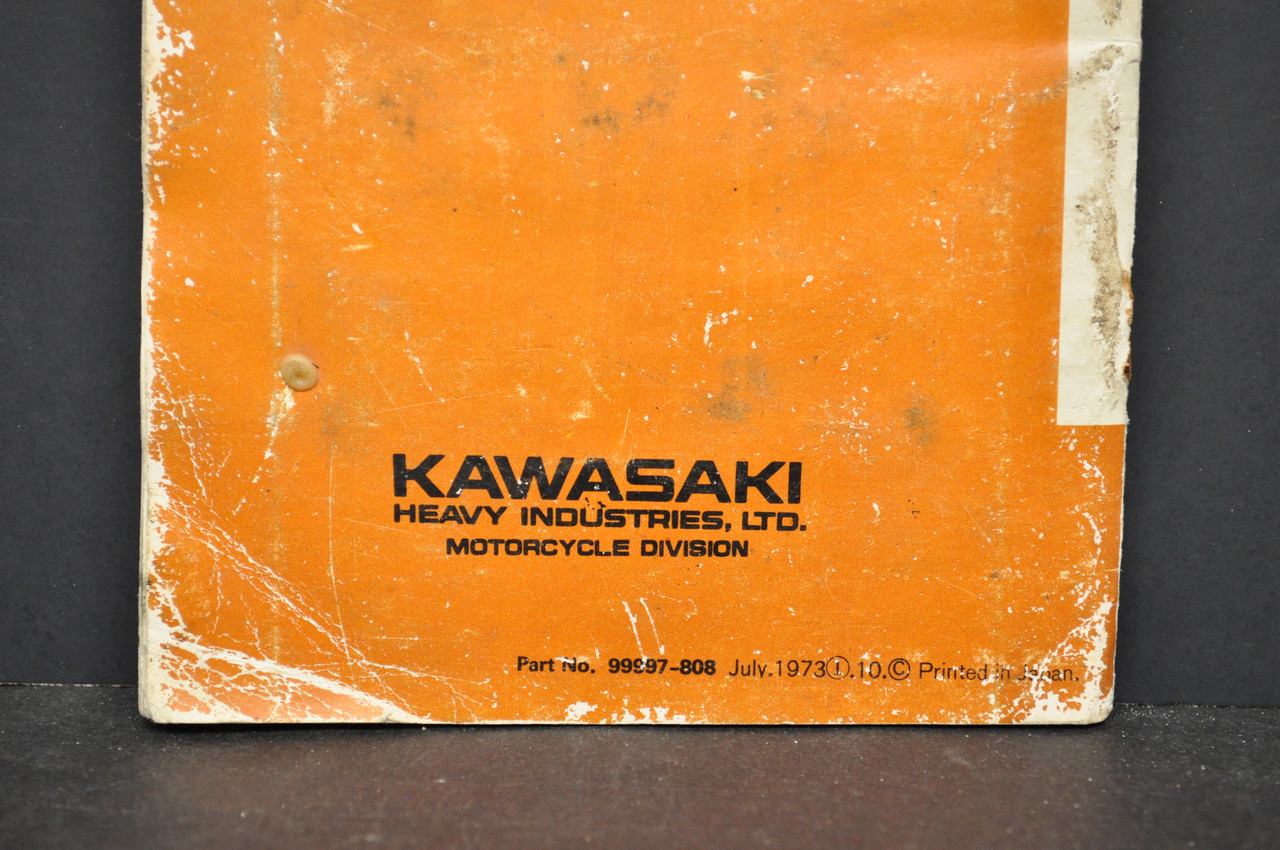 KAWASAKI
HEAVY INDUSTRIES, LTD.
MOTORCYCLE DIVISION
Part No. 99997-808 July.1973①.10.© Printed in Japan.